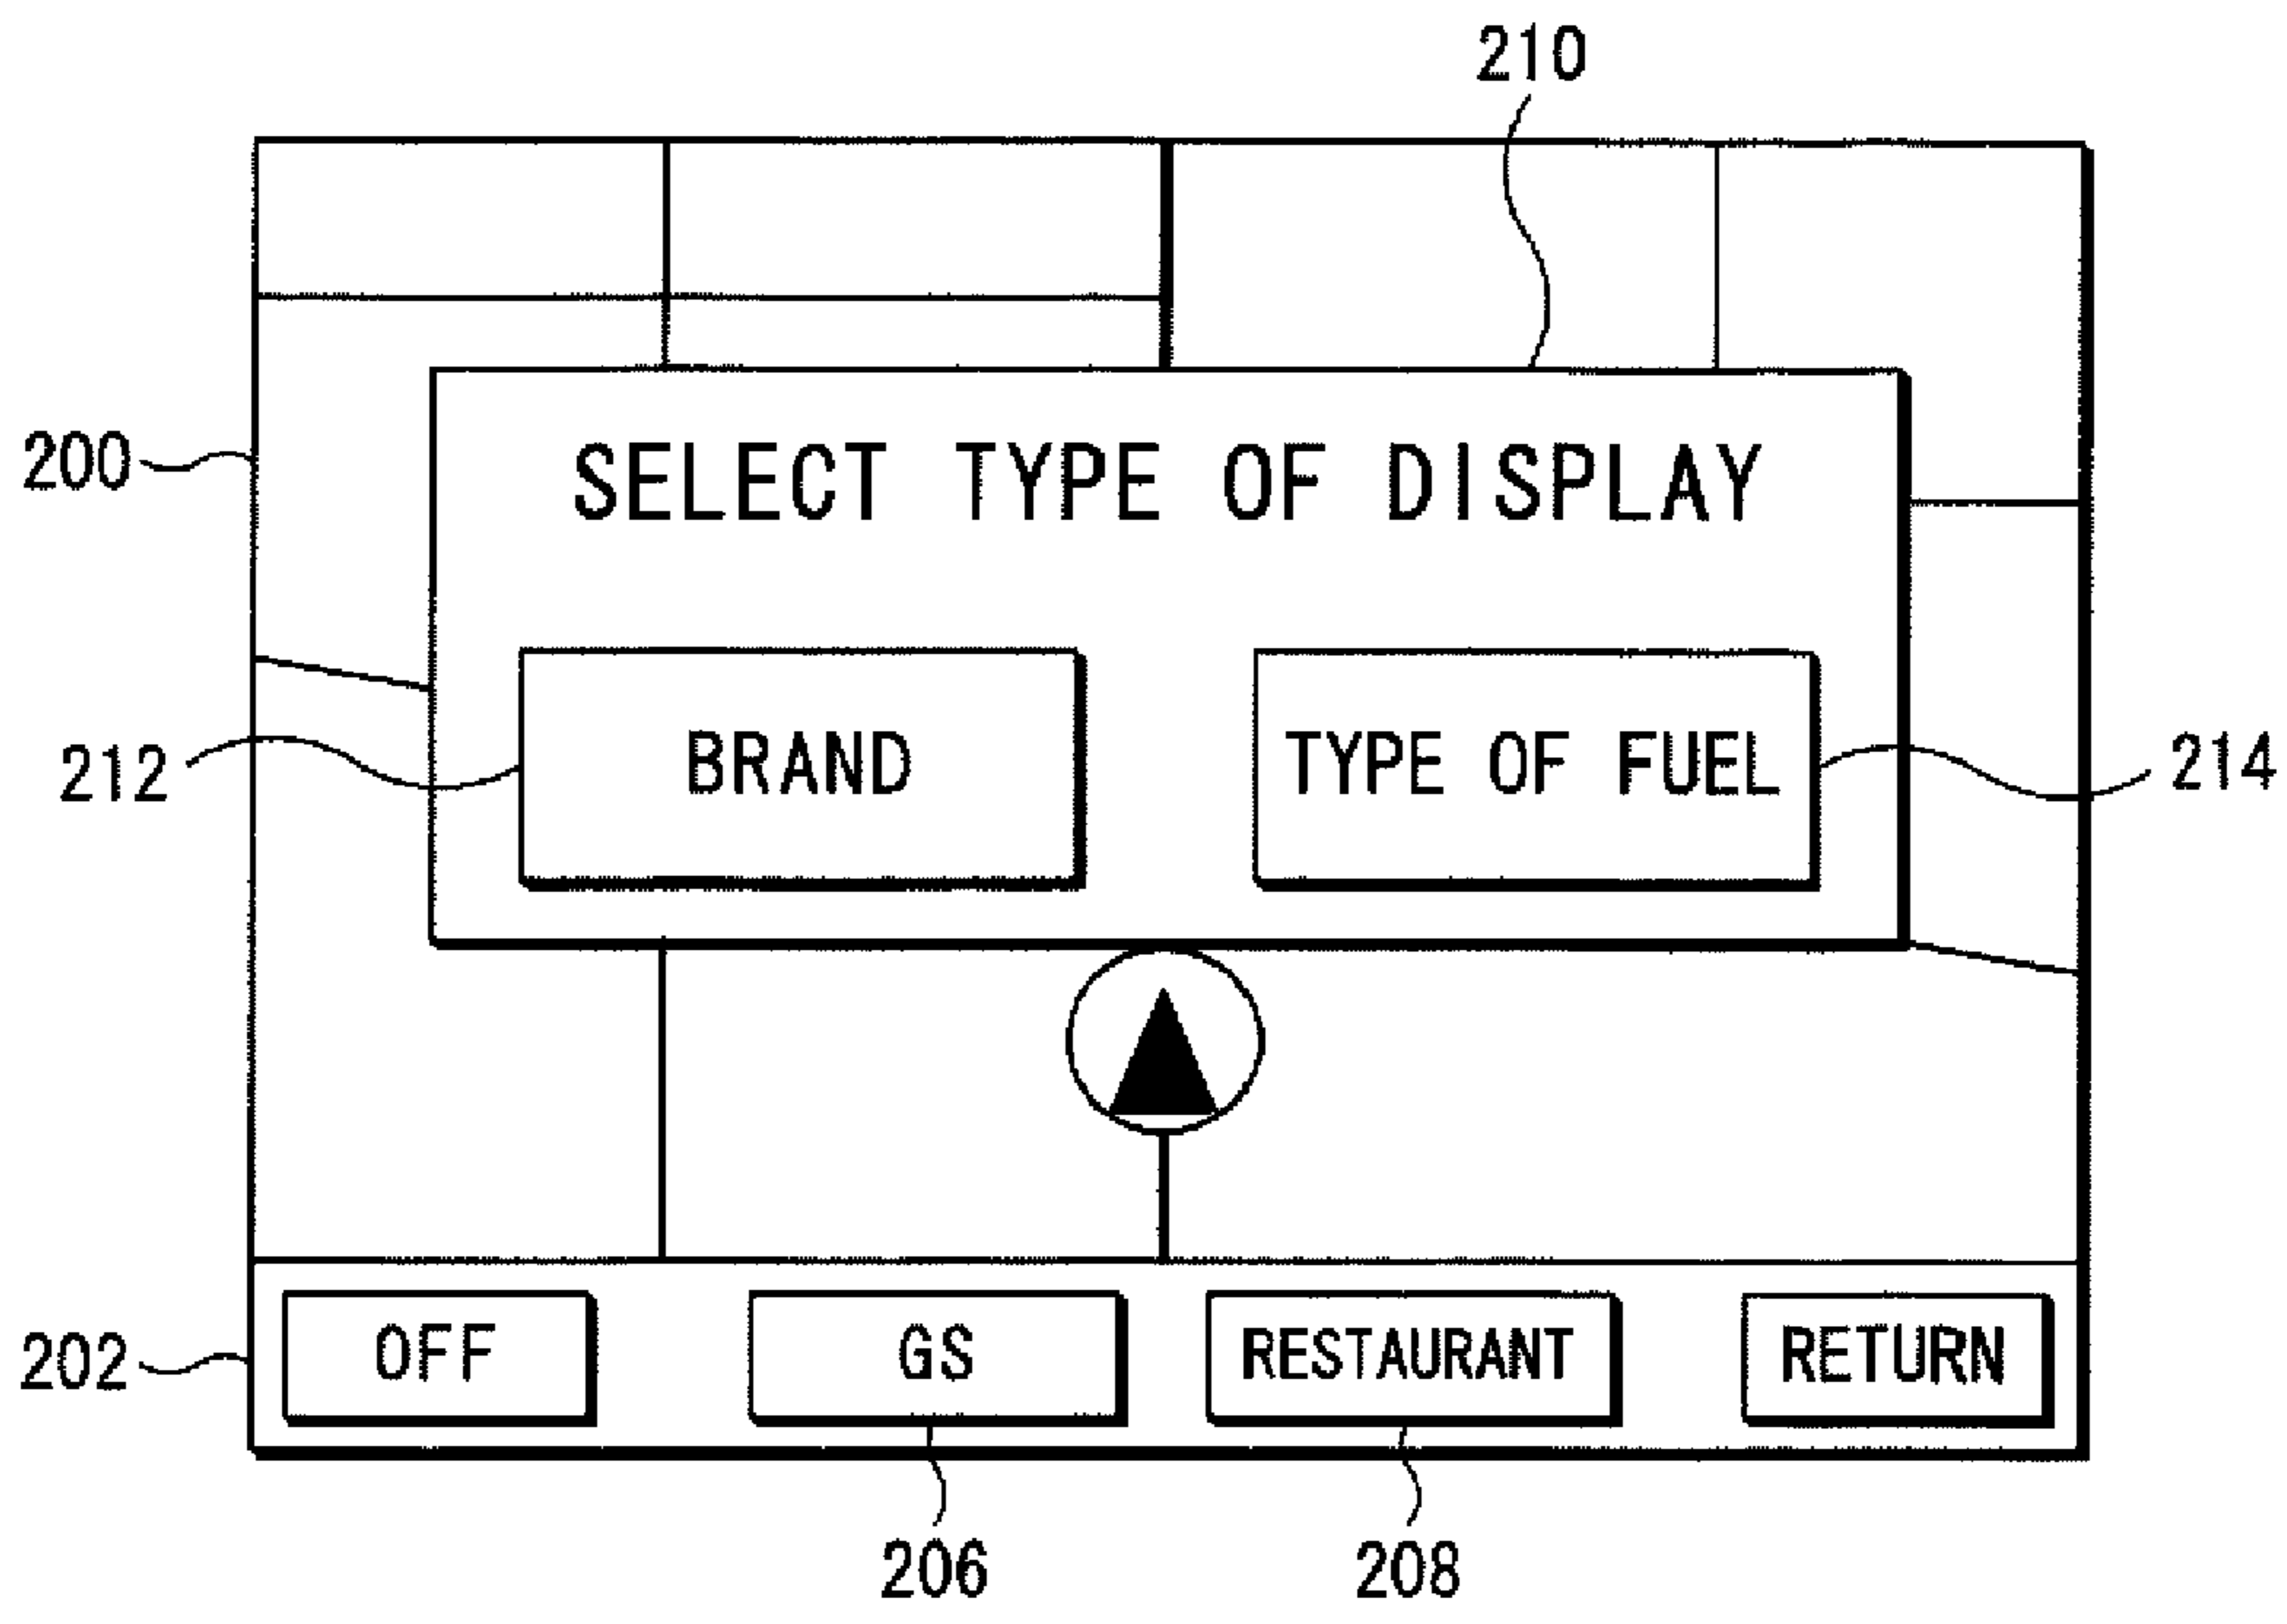 210
200
SELECT TYPE OF DISPLAY
212
BRAND
TYPE OF FUEL
214
202
OFF
GS
RESTAURANT
RETURN
206
208